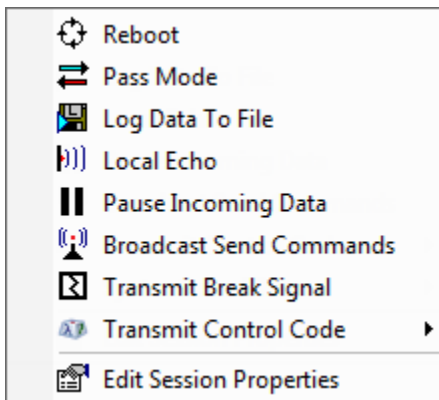 Reboot
Pass Mode
Log Data To File
Local Echo
Pause Incoming Data
Broadcast Send Commands
Transmit Break Signal
Transmit Control Code
Edit Session Properties